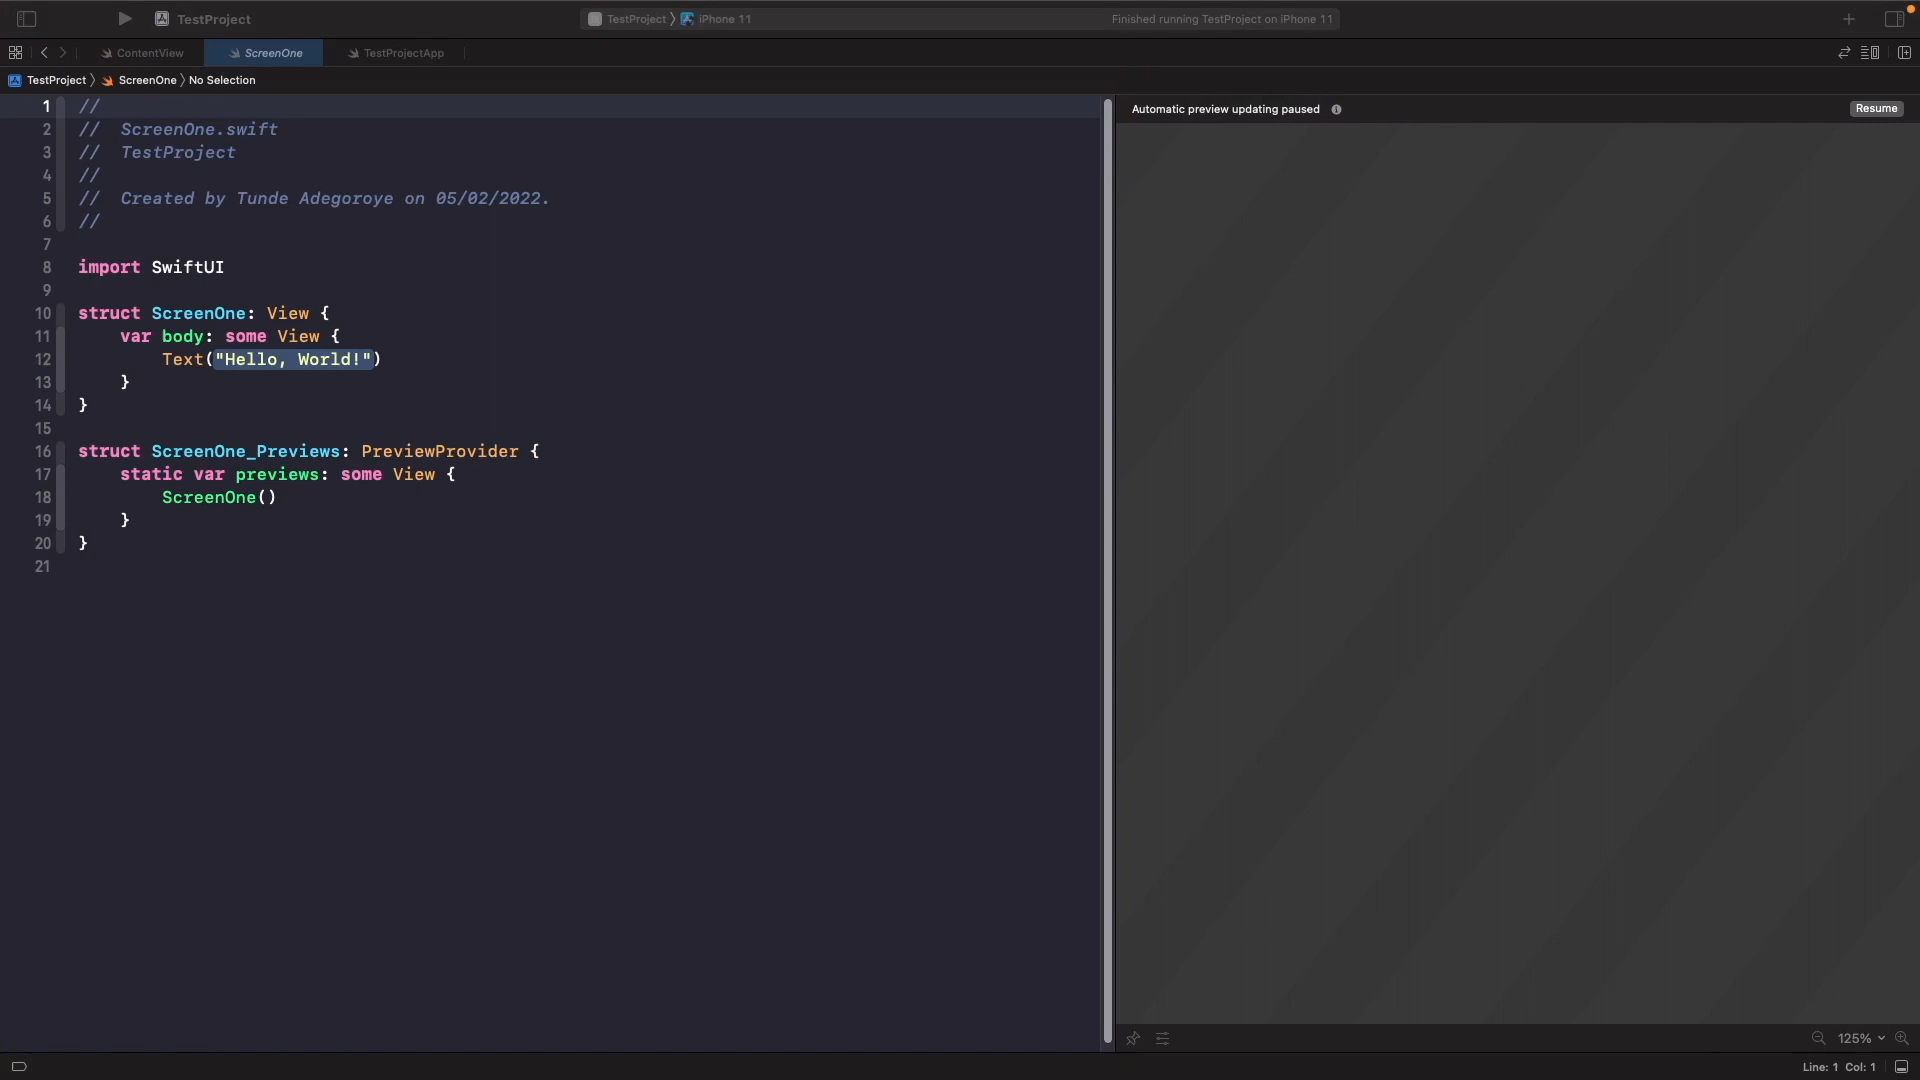 TestProject
TestProject 〉 iPhone 11
Finished running TestProject on iPhone 11
ContentView
ScreenOne
TestProjectApp
TestProject 〉 ScreenOne 〉 No Selection
1 //
2 //  ScreenOne.swift
3 //  TestProject
4 //
5 //  Created by Tunde Adegoroye on 05/02/2022.
6 //
7
8 import SwiftUI
9
10 struct ScreenOne: View {
11     var body: some View {
12         Text("Hello, World!")
13     }
14 }
15
16 struct ScreenOne_Previews: PreviewProvider {
17     static var previews: some View {
18         ScreenOne()
19     }
20 }
21
Automatic preview updating paused
Resume
125%
Line: 1 Col: 1